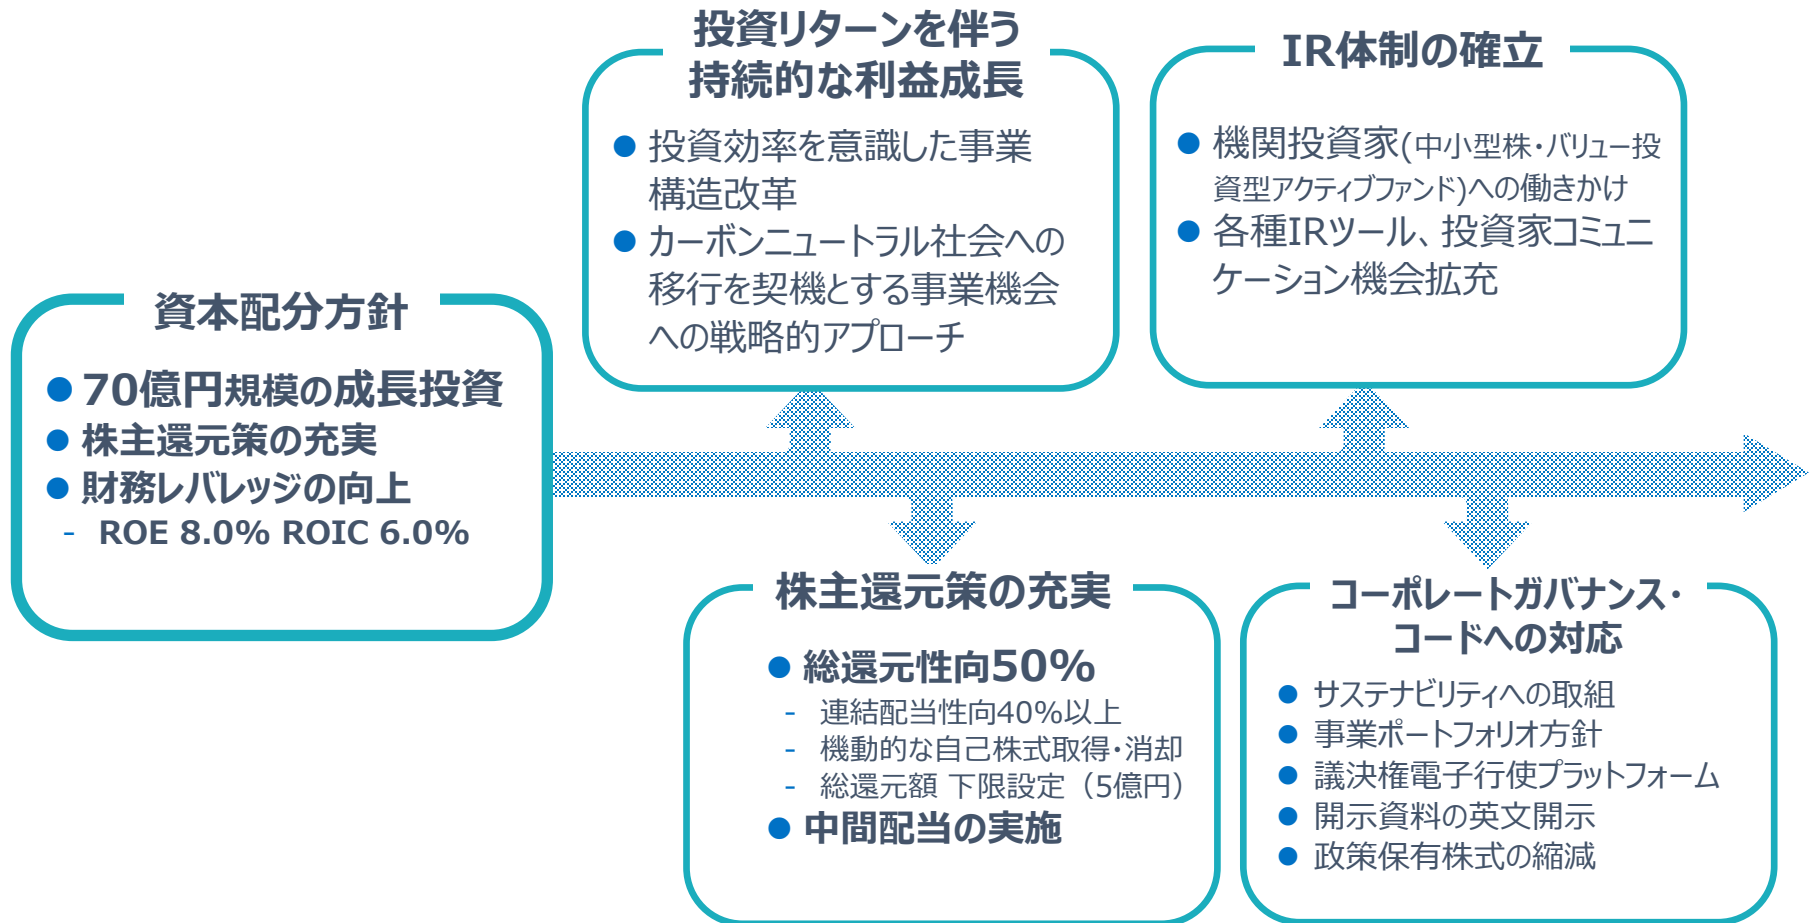 資本配分方針
● 70億円規模の成長投資
● 株主還元策の充実
● 財務レバレッジの向上
- ROE 8.0% ROIC 6.0%
投資リターンを伴う
持続的な利益成長
● 投資効率を意識した事業
構造改革
● カーボンニュートラル社会への
移行を契機とする事業機会
への戦略的アプローチ
IR体制の確立
● 機関投資家(中小型株・バリュー投
資型アクティブファンド)への働きかけ
● 各種IRツール、投資家コミュニ
ケーション機会拡充
株主還元策の充実
● 総還元性向50%
- 連結配当性向40%以上
- 機動的な自己株式取得・消却
- 総還元額 下限設定（5億円）
● 中間配当の実施
コーポレートガバナンス・
コードへの対応
● サステナビリティへの取組
● 事業ポートフォリオ方針
● 議決権電子行使プラットフォーム
● 開示資料の英文開示
● 政策保有株式の縮減